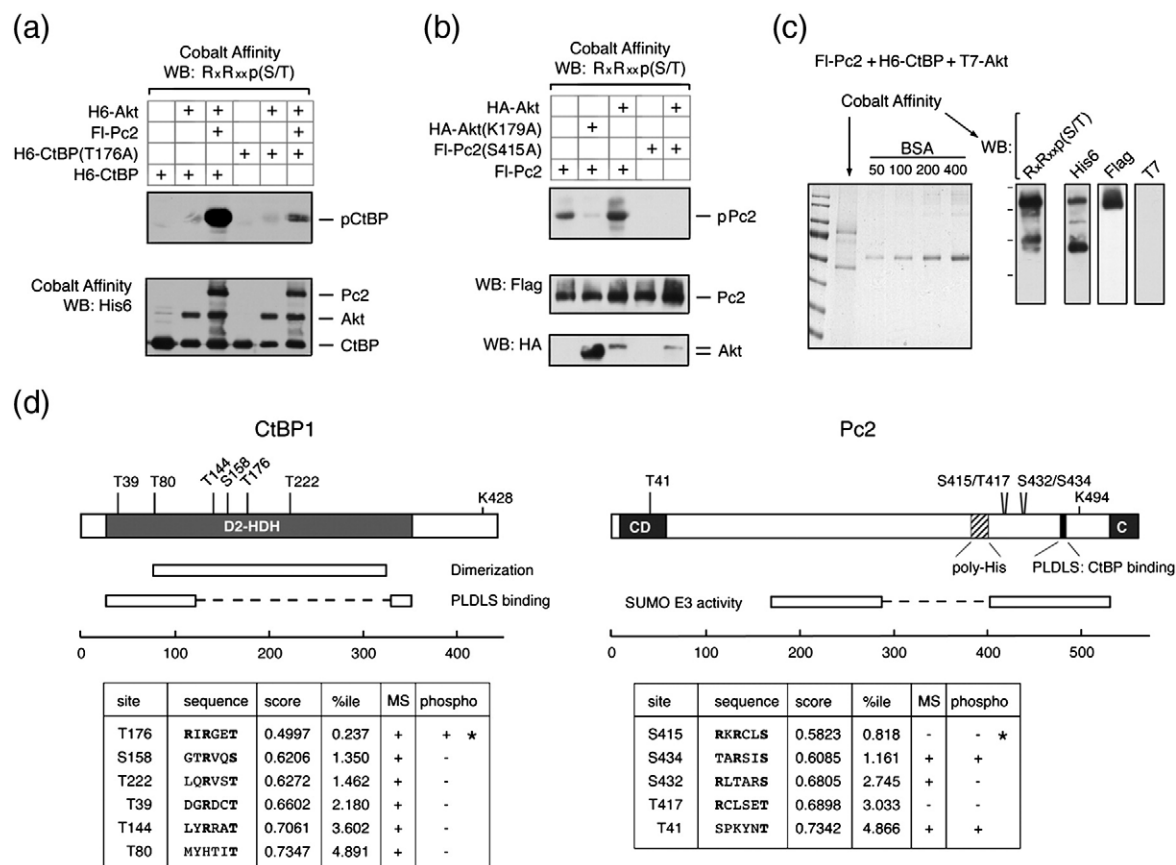 (a)
Cobalt Affinity
WB: RxRxxp(S/T)
H6-Akt + + + +
Fl-Pc2 + +
H6-CtBP(T176A) + + +
H6-CtBP + + +
pCtBP
Cobalt Affinity
WB: His6
Pc2
Akt
CtBP
(b)
Cobalt Affinity
WB: RxRxxp(S/T)
HA-Akt + +
HA-Akt(K179A) +
Fl-Pc2(S415A) + +
Fl-Pc2 + + +
pPc2
WB: Flag
Pc2
WB: HA
Akt
(c)
Fl-Pc2 + H6-CtBP + T7-Akt
Cobalt Affinity
WB:
RxRxxp(S/T)
His6
Flag
T7
BSA
50 100 200 400
(d)
CtBP1
T39 T80 T144 S158 T176 T222 K428
D2-HDH
Dimerization
PLDLS binding
0 100 200 300 400
site sequence score %ile MS phospho
T176 RIRGET 0.4997 0.237 + + *
S158 GTRVQS 0.6206 1.350 + -
T222 LQRVST 0.6272 1.462 + -
T39 DGRDCT 0.6602 2.180 + -
T144 LYRRAT 0.7061 3.602 + -
T80 MYHTIT 0.7347 4.891 + -
Pc2
T41 S415/T417 S432/S434 K494
CD C
poly-His PLDLS: CtBP binding
SUMO E3 activity
0 100 200 300 400 500
site sequence score %ile MS phospho
S415 RKRCLS 0.5823 0.818 - - *
S434 TARSIS 0.6085 1.161 + +
S432 RLTARS 0.6805 2.745 + -
T417 RCLSET 0.6898 3.033 - -
T41 SPKYNT 0.7342 4.866 + +